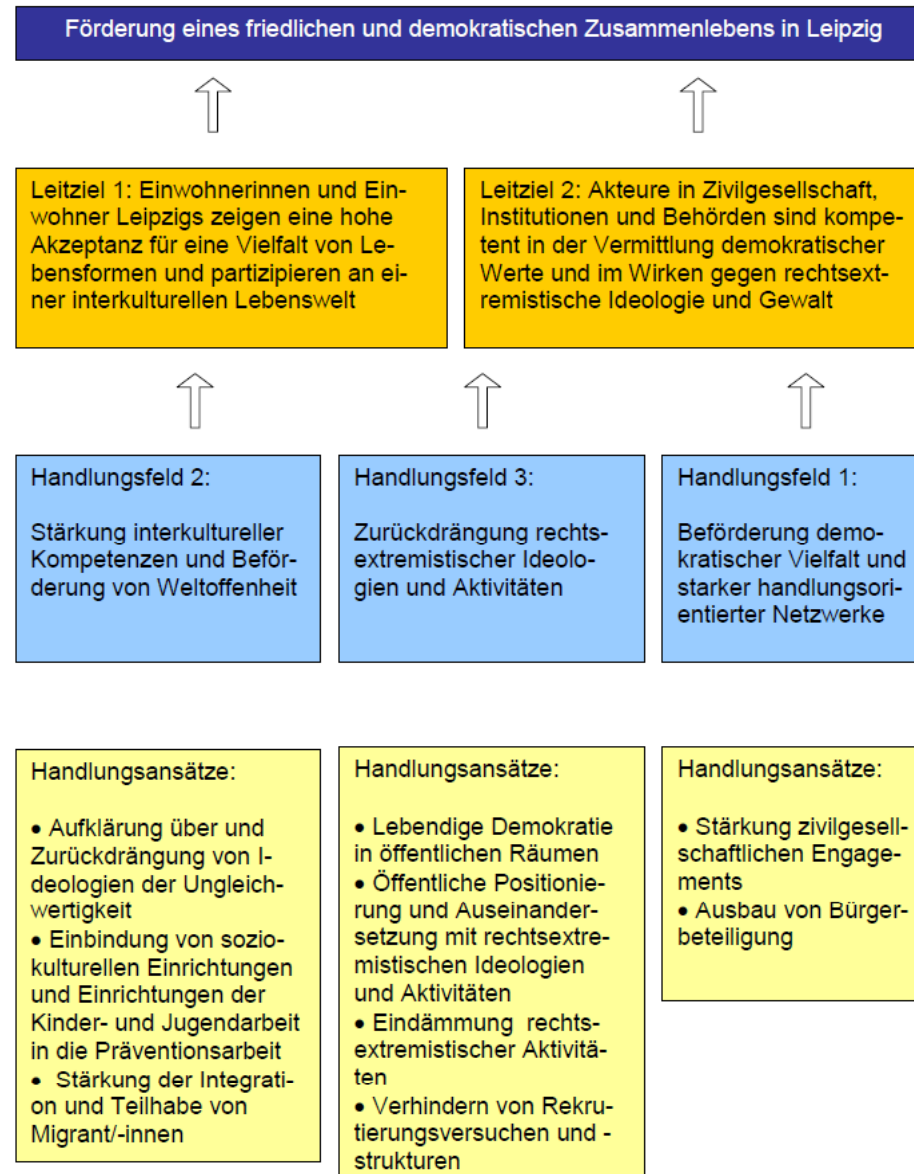 Förderung eines friedlichen und demokratischen Zusammenlebens in Leipzig
Leitziel 1: Einwohnerinnen und Ein-
wohner Leipzigs zeigen eine hohe
Akzeptanz für eine Vielfalt von Le-
bensformen und partizipieren an ei-
ner interkulturellen Lebenswelt
Leitziel 2: Akteure in Zivilgesellschaft,
Institutionen und Behörden sind kompe-
tent in der Vermittlung demokratischer
Werte und im Wirken gegen rechtsext-
remistische Ideologie und Gewalt
Handlungsfeld 2:
Stärkung interkultureller
Kompetenzen und Beför-
derung von Weltoffenheit
Handlungsfeld 3:
Zurückdrängung rechts-
extremistischer Ideolo-
gien und Aktivitäten
Handlungsfeld 1:
Beförderung demo-
kratischer Vielfalt und
starker handlungsori-
entierter Netzwerke
Handlungsansätze:
• Aufklärung über und
Zurückdrängung von I-
deologien der Ungleich-
wertigkeit
• Einbindung von sozio-
kulturellen Einrichtungen
und Einrichtungen der
Kinder- und Jugendarbeit
in die Präventionsarbeit
• Stärkung der Integrati-
on und Teilhabe von
Migrant/-innen
Handlungsansätze:
• Lebendige Demokratie
in öffentlichen Räumen
• Öffentliche Positionie-
rung und Auseinander-
setzung mit rechtsextre-
mistischen Ideologien
und Aktivitäten
• Eindämmung rechts-
extremistischer Aktivitä-
ten
• Verhindern von Rekru-
tierungsversuchen und -
strukturen
Handlungsansätze:
• Stärkung zivilgesell-
schaftlichen Engage-
ments
• Ausbau von Bürger-
beteiligung